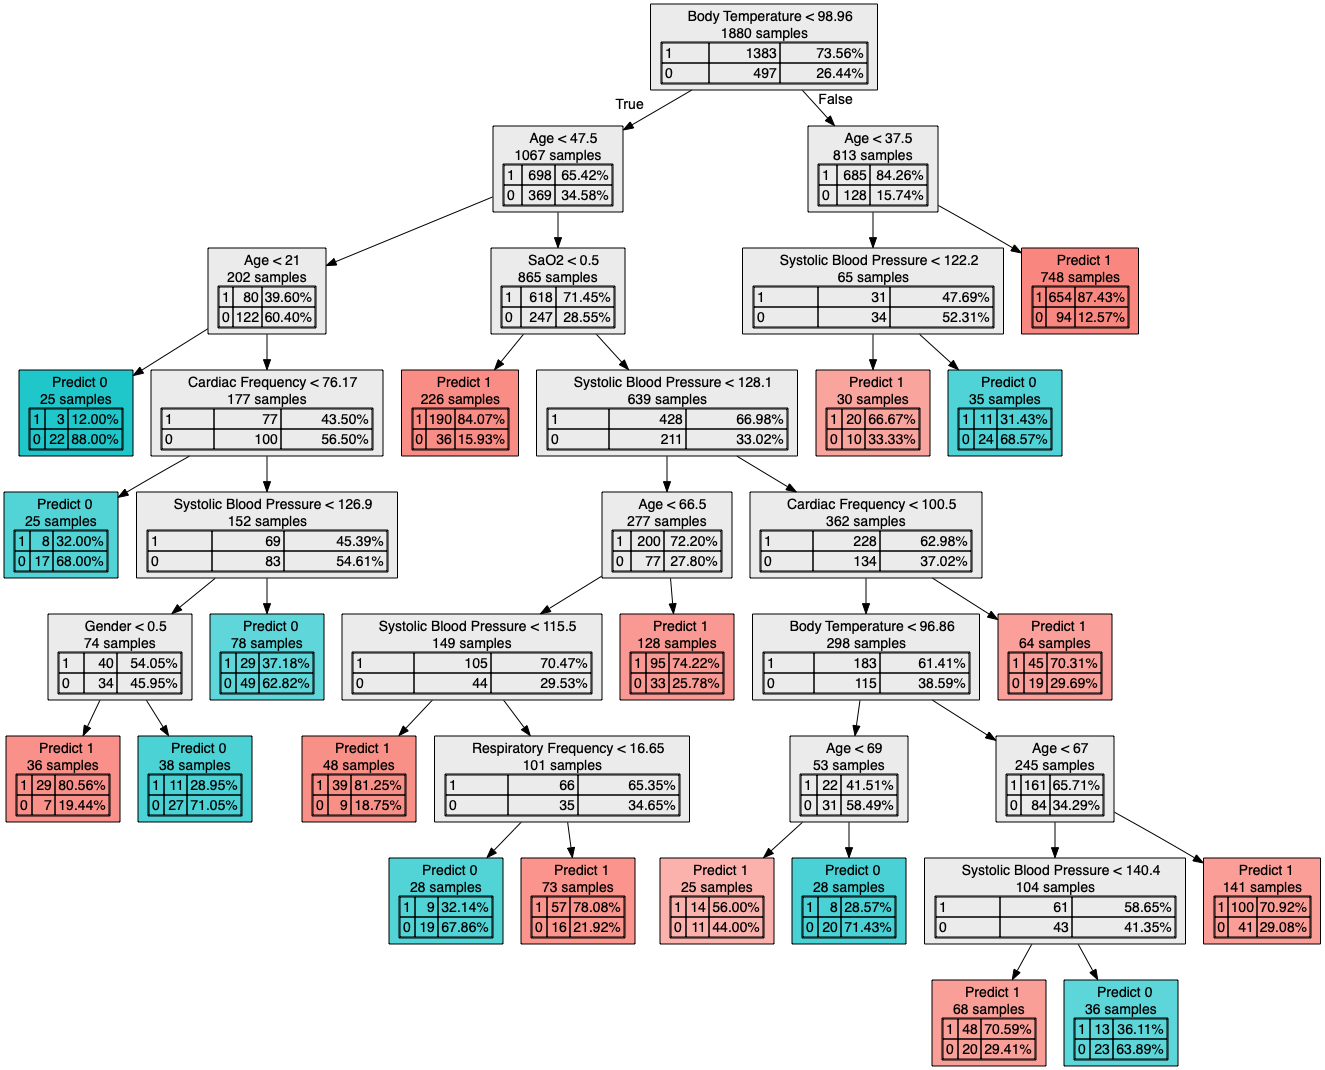 Body Temperature < 98.96
1880 samples
1 1383 73.56%
0 497 26.44%
True
False
Age < 47.5
1067 samples
1 698 65.42%
0 369 34.58%
Age < 37.5
813 samples
1 685 84.26%
0 128 15.74%
Age < 21
202 samples
1 80 39.60%
0 122 60.40%
SaO2 < 0.5
865 samples
1 618 71.45%
0 247 28.55%
Systolic Blood Pressure < 122.2
65 samples
1 31 47.69%
0 34 52.31%
Predict 1
748 samples
1 654 87.43%
0 94 12.57%
Predict 0
25 samples
1 3 12.00%
0 22 88.00%
Cardiac Frequency < 76.17
177 samples
1 77 43.50%
0 100 56.50%
Predict 1
226 samples
1 190 84.07%
0 36 15.93%
Systolic Blood Pressure < 128.1
639 samples
1 428 66.98%
0 211 33.02%
Predict 1
30 samples
1 20 66.67%
0 10 33.33%
Predict 0
35 samples
1 11 31.43%
0 24 68.57%
Predict 0
25 samples
1 8 32.00%
0 17 68.00%
Systolic Blood Pressure < 126.9
152 samples
1 69 45.39%
0 83 54.61%
Age < 66.5
277 samples
1 200 72.20%
0 77 27.80%
Cardiac Frequency < 100.5
362 samples
1 228 62.98%
0 134 37.02%
Gender < 0.5
74 samples
1 40 54.05%
0 34 45.95%
Predict 0
78 samples
1 29 37.18%
0 49 62.82%
Systolic Blood Pressure < 115.5
149 samples
1 105 70.47%
0 44 29.53%
Predict 1
128 samples
1 95 74.22%
0 33 25.78%
Body Temperature < 96.86
298 samples
1 183 61.41%
0 115 38.59%
Predict 1
64 samples
1 45 70.31%
0 19 29.69%
Predict 1
36 samples
1 29 80.56%
0 7 19.44%
Predict 0
38 samples
1 11 28.95%
0 27 71.05%
Predict 1
48 samples
1 39 81.25%
0 9 18.75%
Respiratory Frequency < 16.65
101 samples
1 66 65.35%
0 35 34.65%
Age < 69
53 samples
1 22 41.51%
0 31 58.49%
Age < 67
245 samples
1 161 65.71%
0 84 34.29%
Predict 0
28 samples
1 9 32.14%
0 19 67.86%
Predict 1
73 samples
1 57 78.08%
0 16 21.92%
Predict 1
25 samples
1 14 56.00%
0 11 44.00%
Predict 0
28 samples
1 8 28.57%
0 20 71.43%
Systolic Blood Pressure < 140.4
104 samples
1 61 58.65%
0 43 41.35%
Predict 1
141 samples
1 100 70.92%
0 41 29.08%
Predict 1
68 samples
1 48 70.59%
0 20 29.41%
Predict 0
36 samples
1 13 36.11%
0 23 63.89%